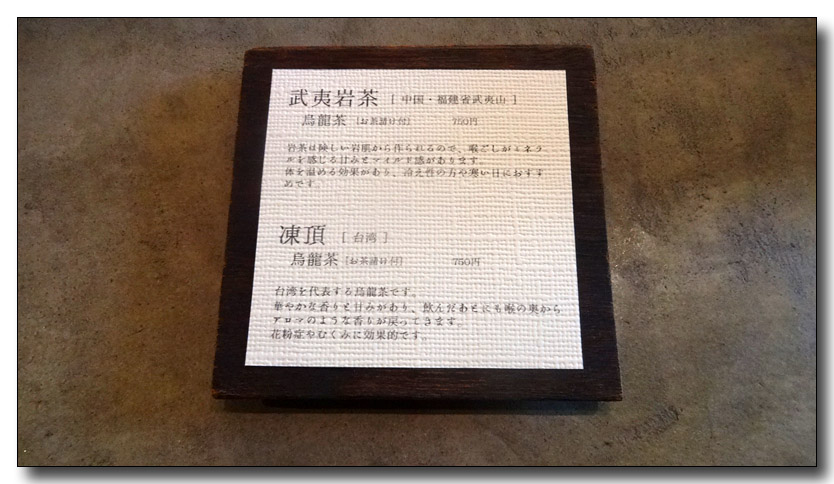 武夷岩茶 [ 中国・福建省武夷山 ]
烏龍茶 [お茶請け付] 750円
岩茶は険しい岩肌から作られるので、喉ごしがミネラ
ルを感じる甘みとマイルド感があります。
体を温める効果があり、冷え性の方や寒い日におすす
めです。
凍頂 [ 台湾 ]
烏龍茶 [お茶請け付] 750円
台湾を代表する烏龍茶です。
華やかな香りと甘みがあり、飲んだあとにも喉の奥から
アロマのような香りが戻ってきます。
花粉症やむくみに効果的です。